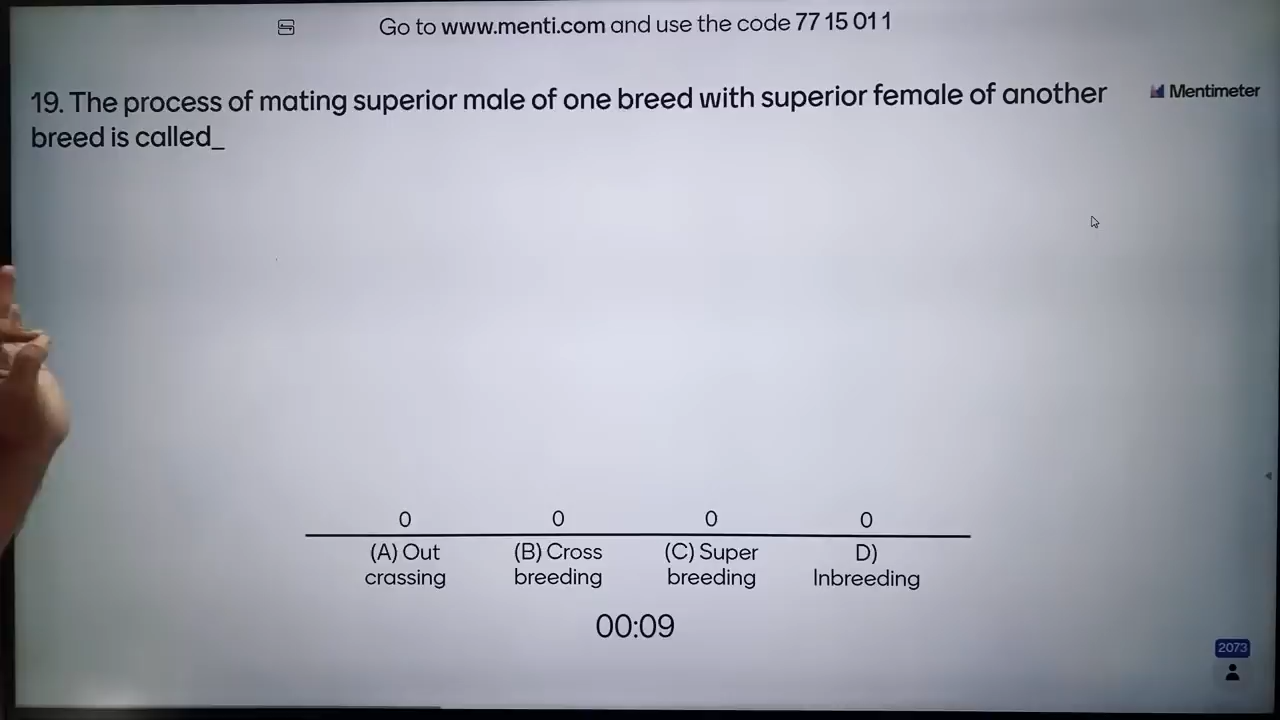 Go to www.menti.com and use the code 77 15 01 1
19. The process of mating superior male of one breed with superior female of another
breed is called_
Mentimeter
0 0 0 0
(A) Out (B) Cross (C) Super D)
crassing breeding breeding Inbreeding
00:09
2073